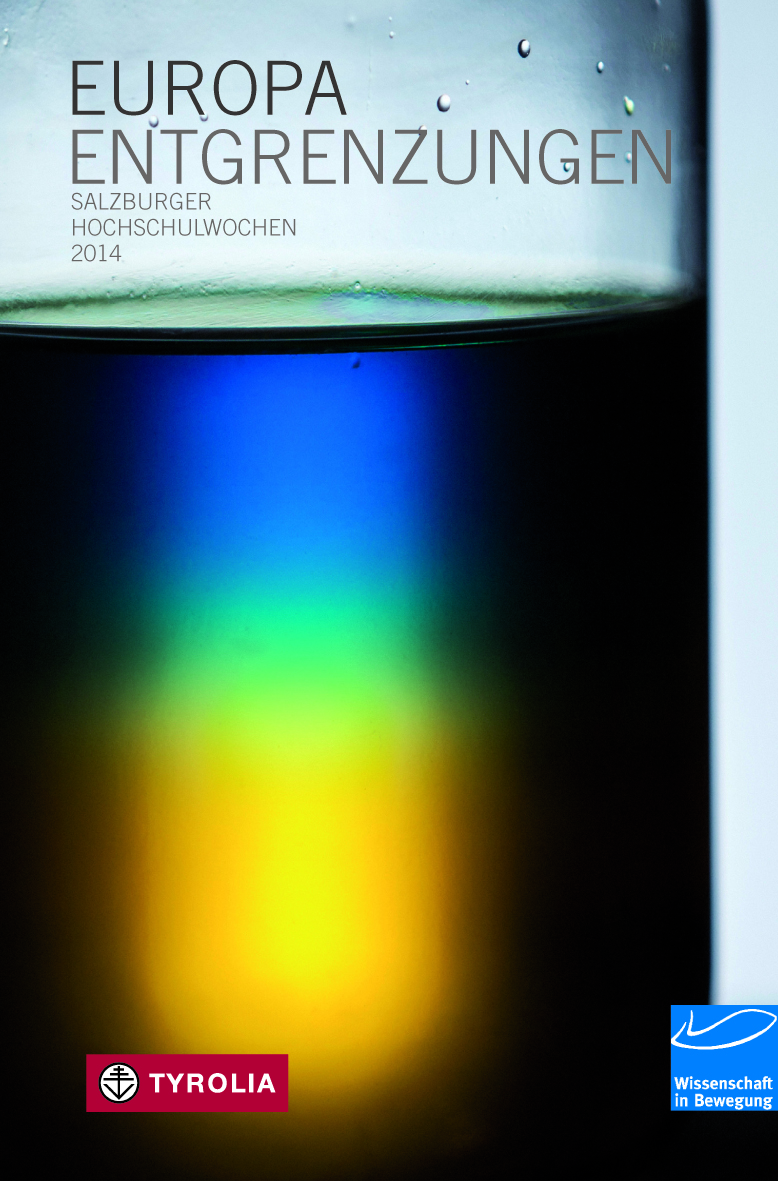 EUROPA
ENTGRENZUNGEN
SALZBURGER
HOCHSCHULWOCHEN
2014
TYROLIA
Wissenschaft
in Bewegung